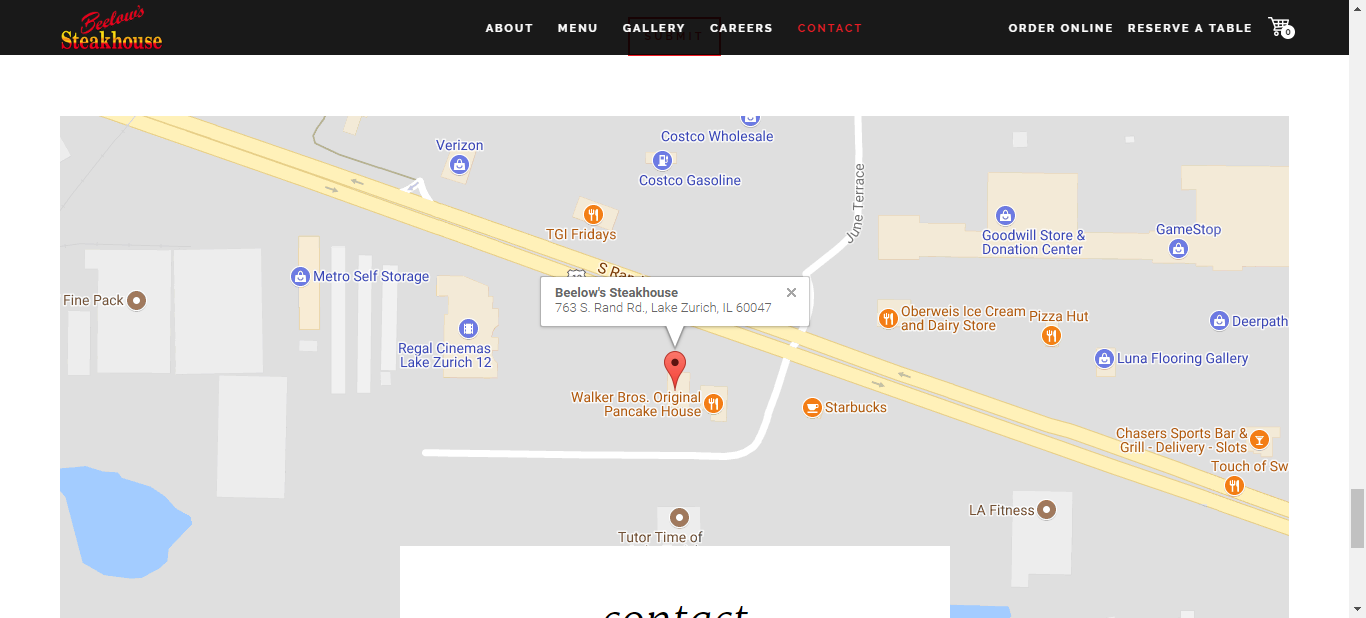 Beelow's
Steakhouse
ABOUT
MENU
GALLERY
CAREERS
CONTACT
ORDER ONLINE
RESERVE A TABLE
0
SUBMIT
Verizon
Costco Wholesale
Costco Gasoline
June Terrace
TGI Fridays
Goodwill Store &
Donation Center
GameStop
Metro Self Storage
S Ran
Fine Pack
Beelow's Steakhouse
763 S. Rand Rd., Lake Zurich, IL 60047
Oberweis Ice Cream
and Dairy Store
Pizza Hut
Deerpath
Regal Cinemas
Lake Zurich 12
Luna Flooring Gallery
Walker Bros. Original
Pancake House
Starbucks
Chasers Sports Bar &
Grill - Delivery - Slots
Touch of Sw
LA Fitness
Tutor Time of
contact